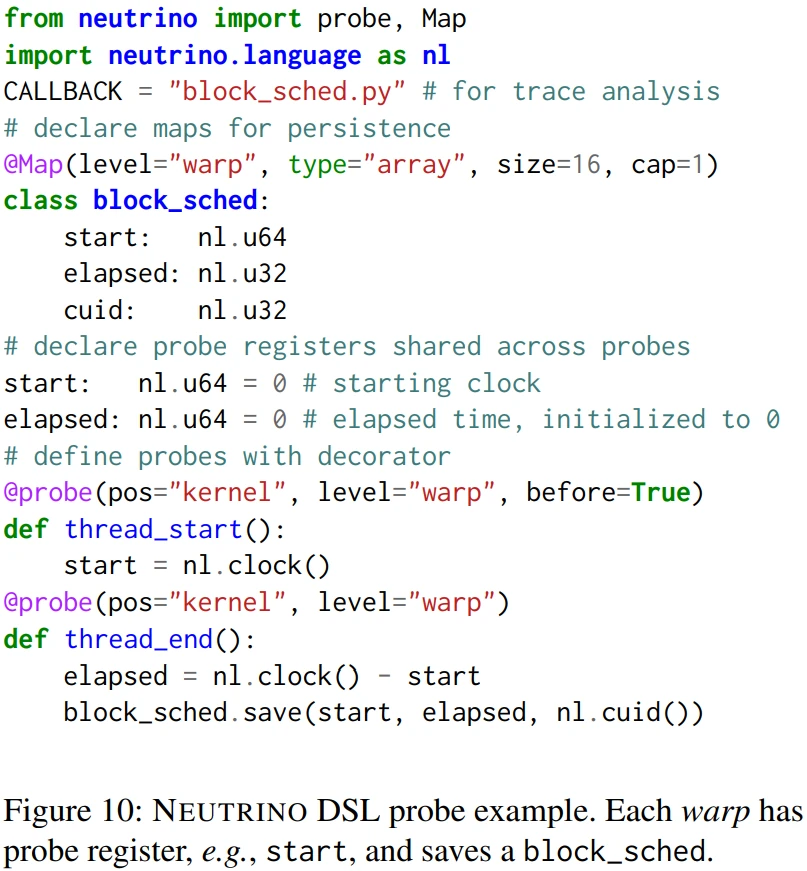 from neutrino import probe, Map
import neutrino.language as nl
CALLBACK = "block_sched.py" # for trace analysis
# declare maps for persistence
@Map(level="warp", type="array", size=16, cap=1)
class block_sched:
    start:   nl.u64
    elapsed: nl.u32
    cuid:    nl.u32
# declare probe registers shared across probes
start:   nl.u64 = 0 # starting clock
elapsed: nl.u64 = 0 # elapsed time, initialized to 0
# define probes with decorator
@probe(pos="kernel", level="warp", before=True)
def thread_start():
    start = nl.clock()
@probe(pos="kernel", level="warp")
def thread_end():
    elapsed = nl.clock() - start
    block_sched.save(start, elapsed, nl.cuid())
Figure 10: NEUTRINO DSL probe example. Each warp has
probe register, e.g., start, and saves a block_sched.